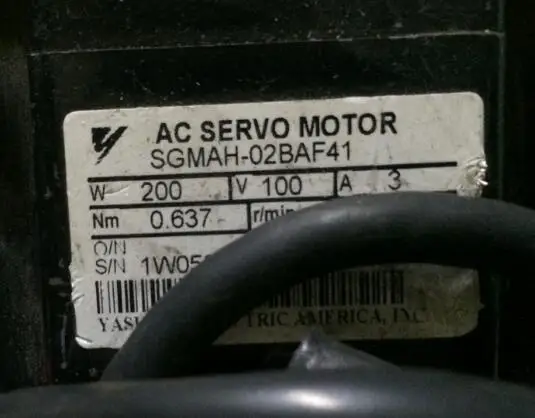 AC SERVO MOTOR
SGMAH-02BAF41
W 200 V 100 A 3
Nm 0.637 r/min
O/N
S/N 1W05
YAS TRIC AMERICA, INC